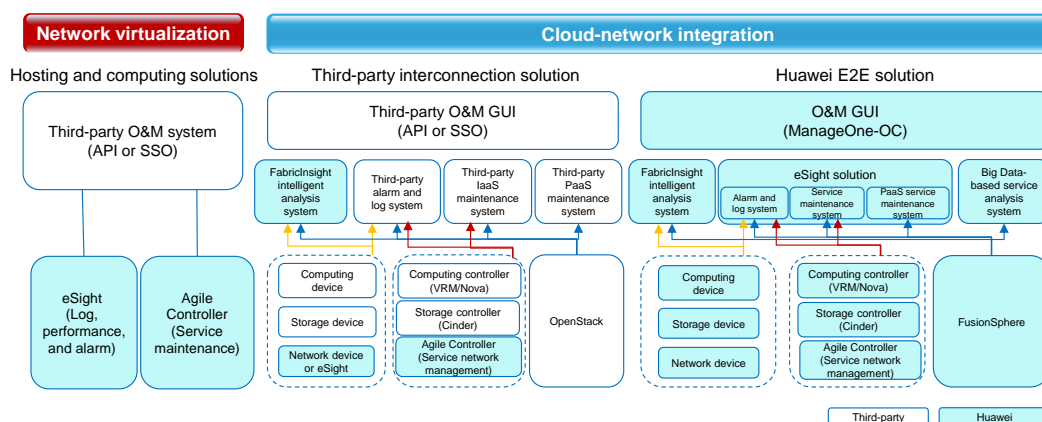 Network virtualization
Cloud-network integration
Hosting and computing solutions
Third-party interconnection solution
Huawei E2E solution
Third-party O&M system
(API or SSO)
Third-party O&M GUI
(API or SSO)
O&M GUI
(ManageOne-OC)
FabricInsight
intelligent
analysis
system
Third-party
alarm and
log system
Third-party
IaaS
maintenance
system
Third-party
PaaS
maintenance
system
FabricInsight
intelligent
analysis
system
eSight solution
Alarm and
log system
Service
maintenance
system
PaaS service
maintenance
system
Big Data-
based service
analysis
system
eSight
(Log,
performance,
and alarm)
Agile
Controller
(Service
maintenance)
Computing
device
Storage device
Network device
or eSight
Computing controller
(VRM/Nova)
Storage controller
(Cinder)
Agile Controller
(Service network
management)
OpenStack
Computing
device
Storage device
Network device
Computing controller
(VRM/Nova)
Storage controller
(Cinder)
Agile Controller
(Service network
management)
FusionSphere
Third-party
Huawei